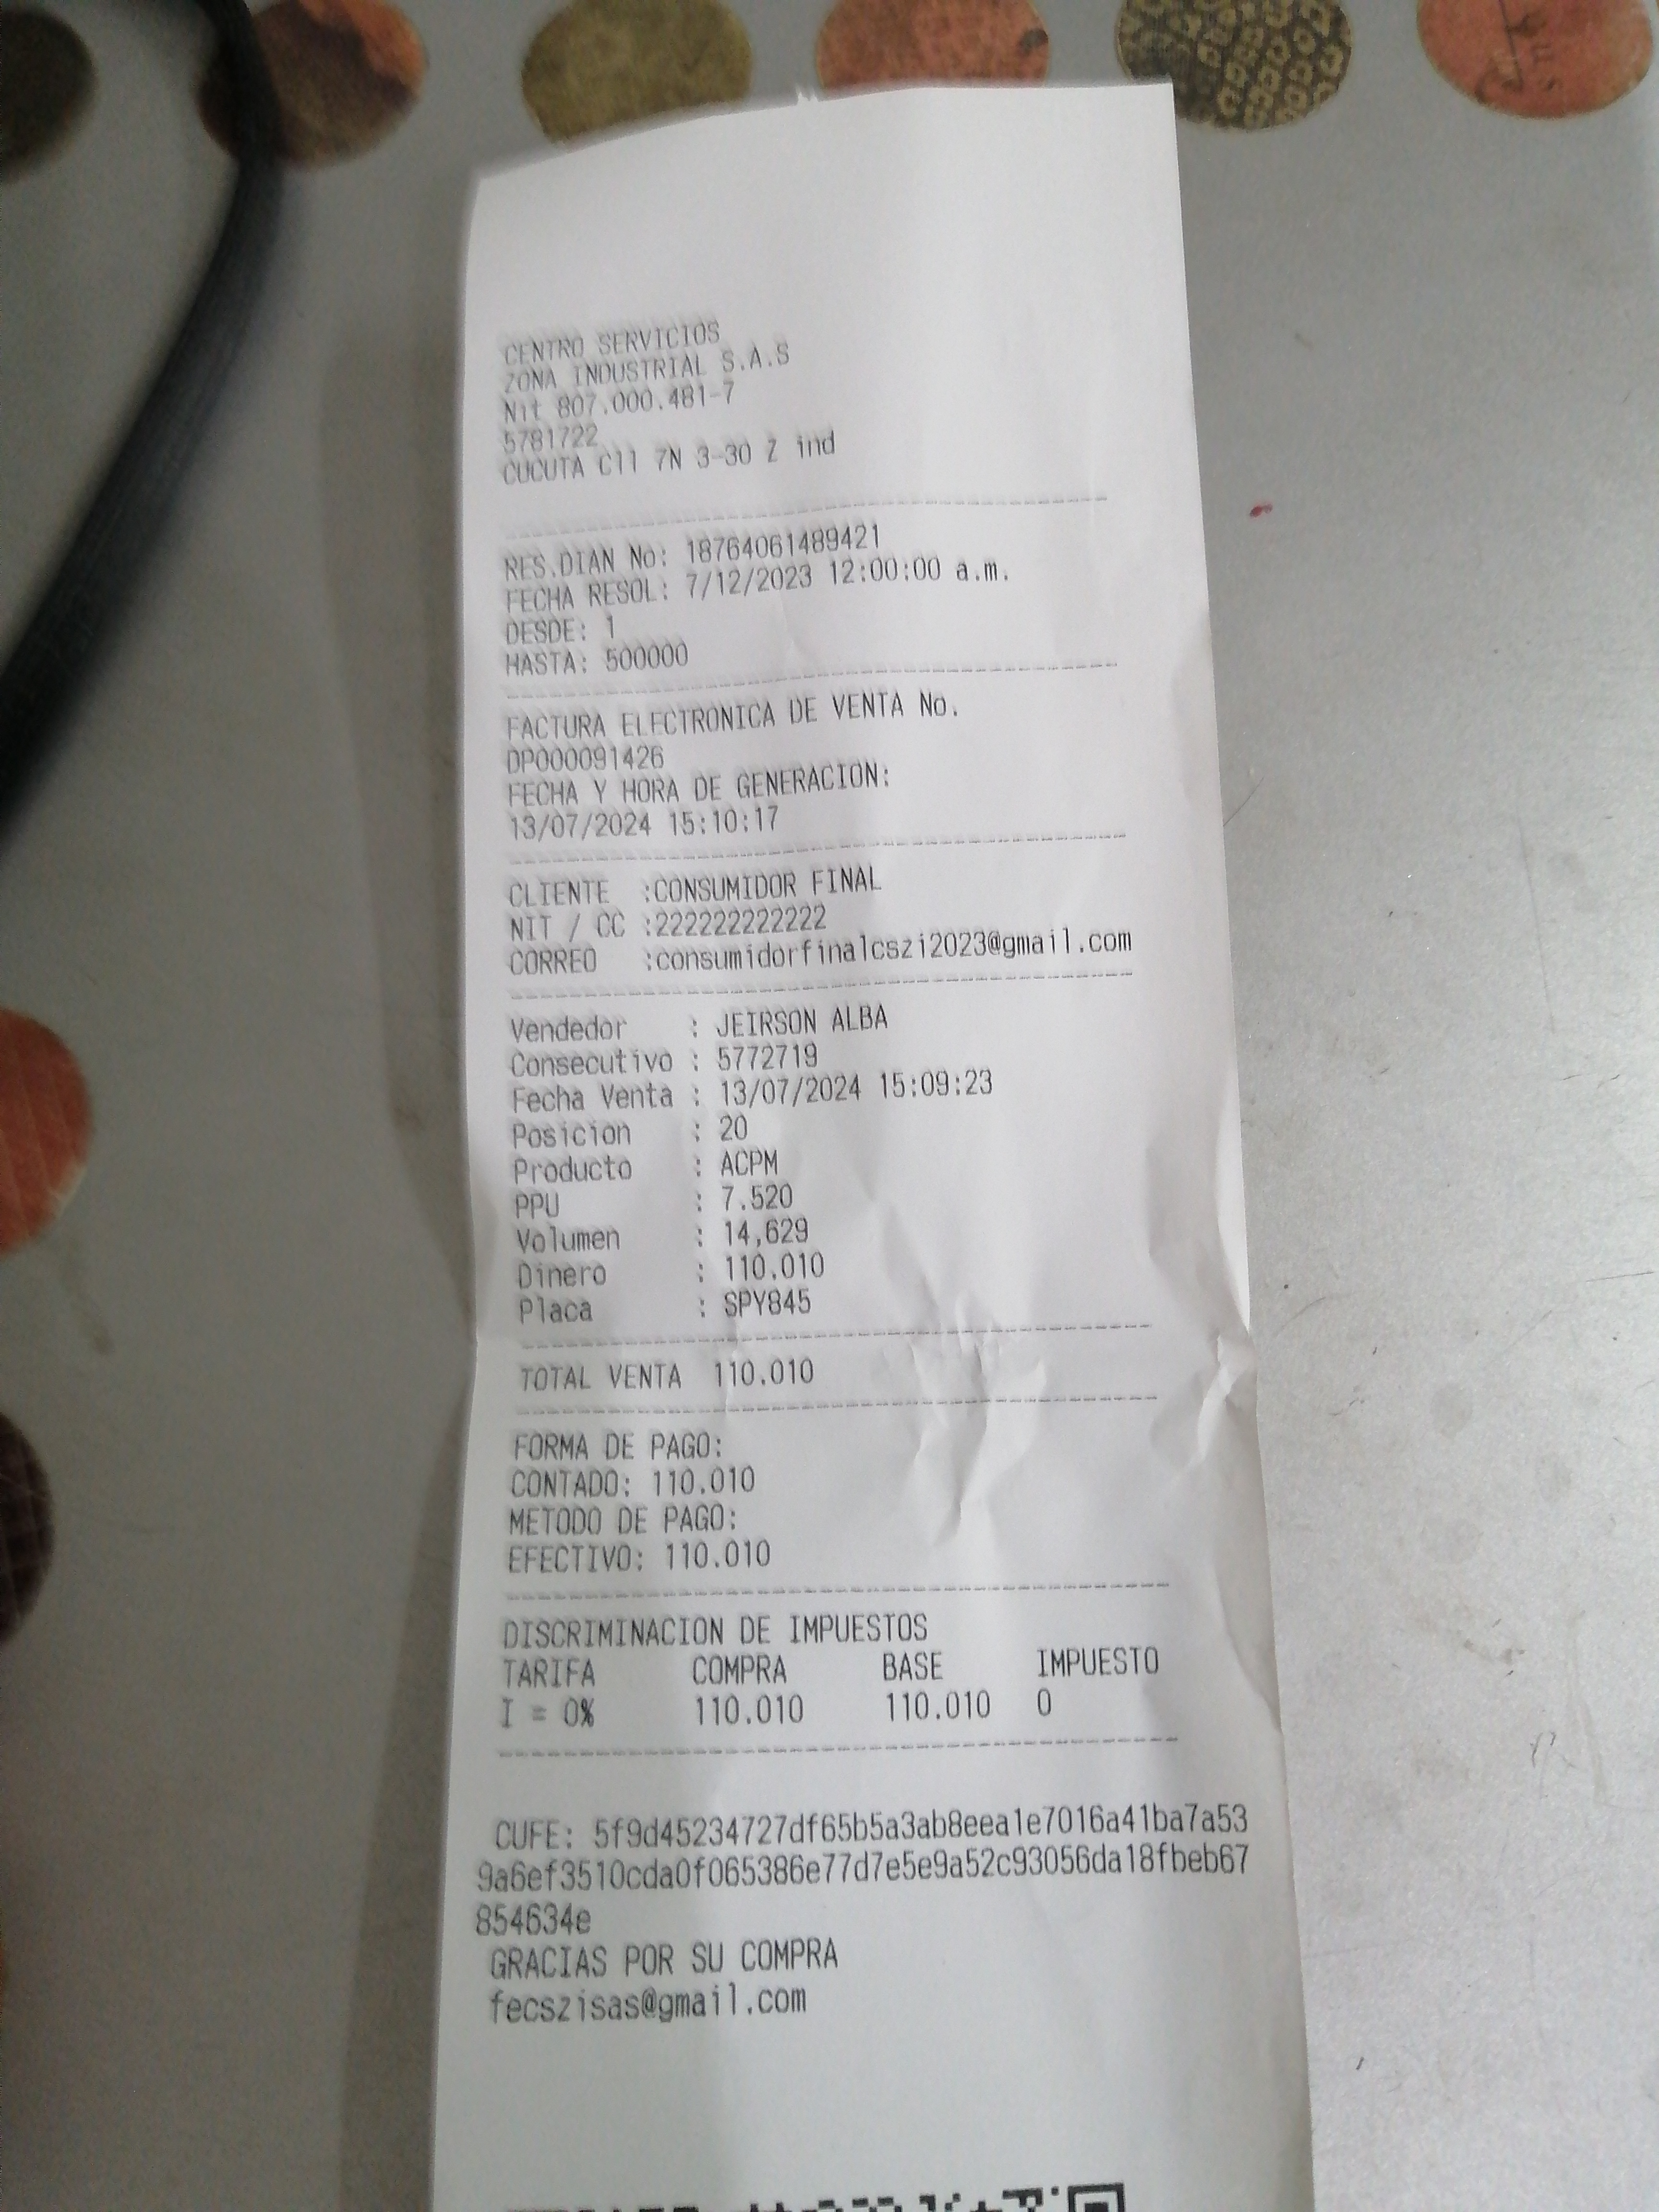 CENTRO SERVICIOS
ZONA INDUSTRIAL S.A.S
Nit 807.000.481-7
5781722
CUCUTA Cll 7N 3-30 Z ind
RES.DIAN No: 18764061489421
FECHA RESOL: 7/12/2023 12:00:00 a.m.
DESDE: 1
HASTA: 500000
FACTURA ELECTRONICA DE VENTA No.
DP000091426
FECHA Y HORA DE GENERACION:
13/07/2024 15:10:17
CLIENTE :CONSUMIDOR FINAL
NIT / CC :222222222222
CORREO :consumidorfinalcszi2023@gmail.com
Vendedor : JEIRSON ALBA
Consecutivo : 5772719
Fecha Venta : 13/07/2024 15:09:23
Posicion : 20
Producto : ACPM
PPU : 7.520
Volumen : 14,629
Dinero : 110.010
Placa : SPY845
TOTAL VENTA 110.010
FORMA DE PAGO:
CONTADO: 110.010
METODO DE PAGO:
EFECTIVO: 110.010
DISCRIMINACION DE IMPUESTOS
TARIFA COMPRA BASE IMPUESTO
I = 0% 110.010 110.010 0
CUFE: 5f9d45234727df65b5a3ab8eea1e7016a41ba7a53
9a6ef3510cda0f065386e77d7e5e9a52c93056da18fbeb67
854634e
GRACIAS POR SU COMPRA
fecszisas@gmail.com